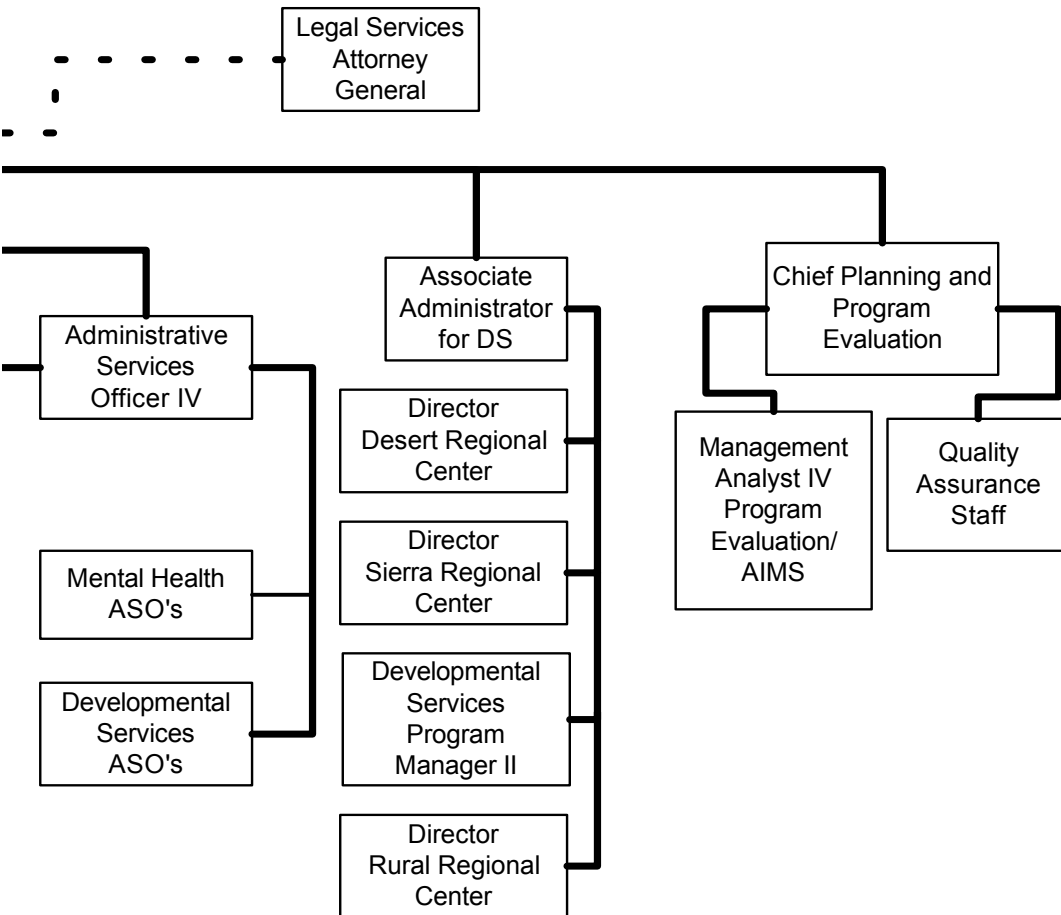 Legal Services
Attorney
General
Administrative
Services
Officer IV
Mental Health
ASO's
Developmental
Services
ASO's
Associate
Administrator
for DS
Director
Desert Regional
Center
Director
Sierra Regional
Center
Developmental
Services
Program
Manager II
Director
Rural Regional
Center
Chief Planning and
Program
Evaluation
Management
Analyst IV
Program
Evaluation/
AIMS
Quality
Assurance
Staff